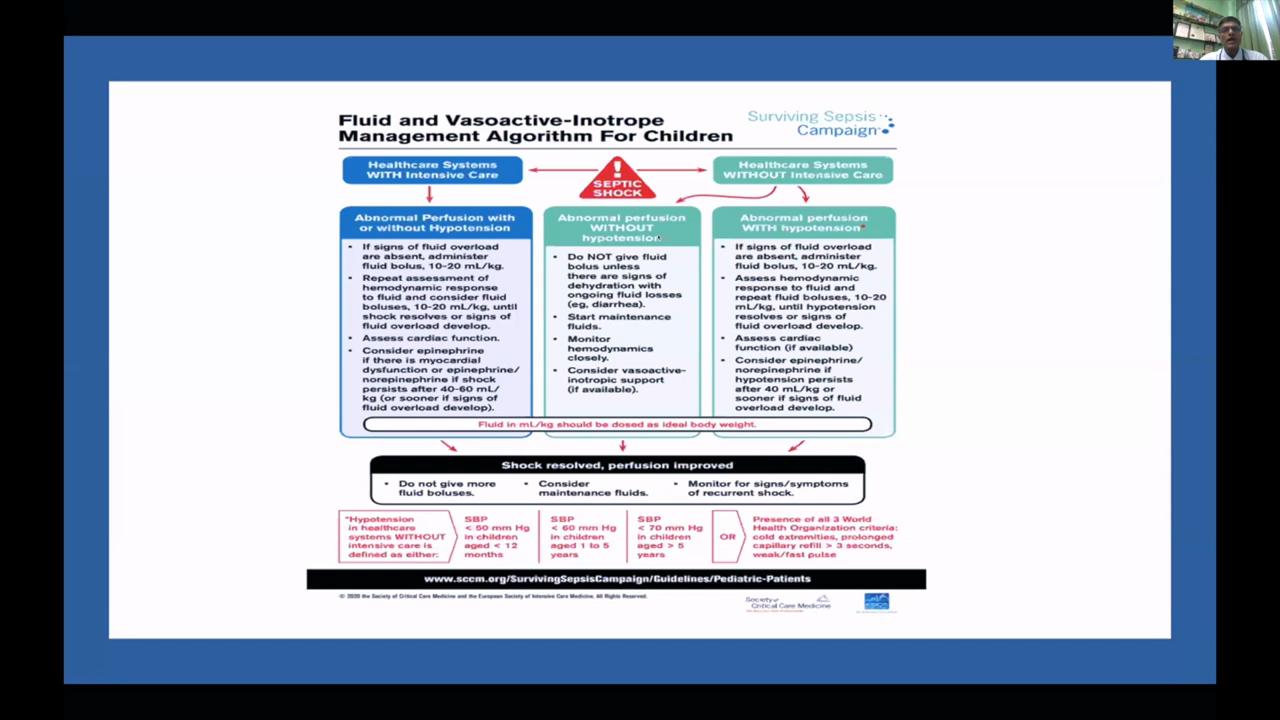 Fluid and Vasoactive-Inotrope
Management Algorithm For Children
Surviving Sepsis
Campaign
Healthcare Systems
WITH Intensive Care
!
SEPTIC
SHOCK
Healthcare Systems
WITHOUT Intensive Care
Abnormal Perfusion with
or without Hypotension
• If signs of fluid overload
are absent, administer
fluid bolus, 10-20 mL/kg.
• Repeat assessment of
hemodynamic response
to fluid and consider fluid
boluses, 10-20 mL/kg, until
shock resolves or signs of
fluid overload develop.
• Assess cardiac function.
• Consider epinephrine
if there is myocardial
dysfunction or epinephrine/
norepinephrine if shock
persists after 40-60 mL/
kg (or sooner if signs of
fluid overload develop).
Abnormal perfusion
WITHOUT
hypotension
• Do NOT give fluid
bolus unless
there are signs of
dehydration with
ongoing fluid losses
(eg, diarrhea).
• Start maintenance
fluids.
• Monitor
hemodynamics
closely.
• Consider vasoactive-
inotropic support
(if available).
Abnormal perfusion
WITH hypotension*
• If signs of fluid overload
are absent, administer
fluid bolus, 10-20 mL/kg.
• Assess hemodynamic
response to fluid and
repeat fluid boluses, 10-20
mL/kg, until hypotension
resolves or signs of
fluid overload develop.
• Assess cardiac
function (if available)
• Consider epinephrine/
norepinephrine if
hypotension persists
after 40 mL/kg or
sooner if signs of fluid
overload develop.
Fluid in mL/kg should be dosed as ideal body weight.
Shock resolved, perfusion improved
• Do not give more
fluid boluses.
• Consider
maintenance fluids.
• Monitor for signs/symptoms
of recurrent shock.
*Hypotension
in healthcare
systems WITHOUT
intensive care is
defined as either:
SBP
< 50 mm Hg
in children
aged < 12
months
SBP
< 60 mm Hg
in children
aged 1 to 5
years
SBP
< 70 mm Hg
in children
aged > 5
years
OR
Presence of all 3 World
Health Organization criteria:
cold extremities, prolonged
capillary refill > 3 seconds,
weak/fast pulse
www.sccm.org/SurvivingSepsisCampaign/Guidelines/Pediatric-Patients
© 2020 the Society of Critical Care Medicine and the European Society of Intensive Care Medicine. All Rights Reserved.
Society of
Critical Care Medicine